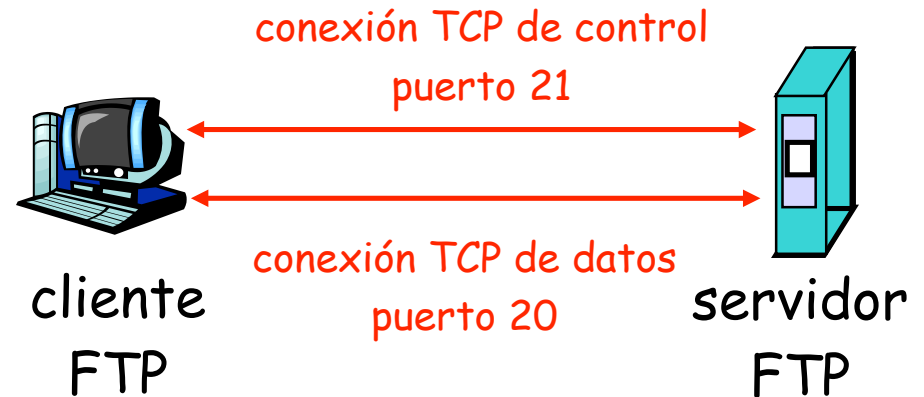 conexión TCP de control
puerto 21
conexión TCP de datos
puerto 20
cliente
FTP
servidor
FTP